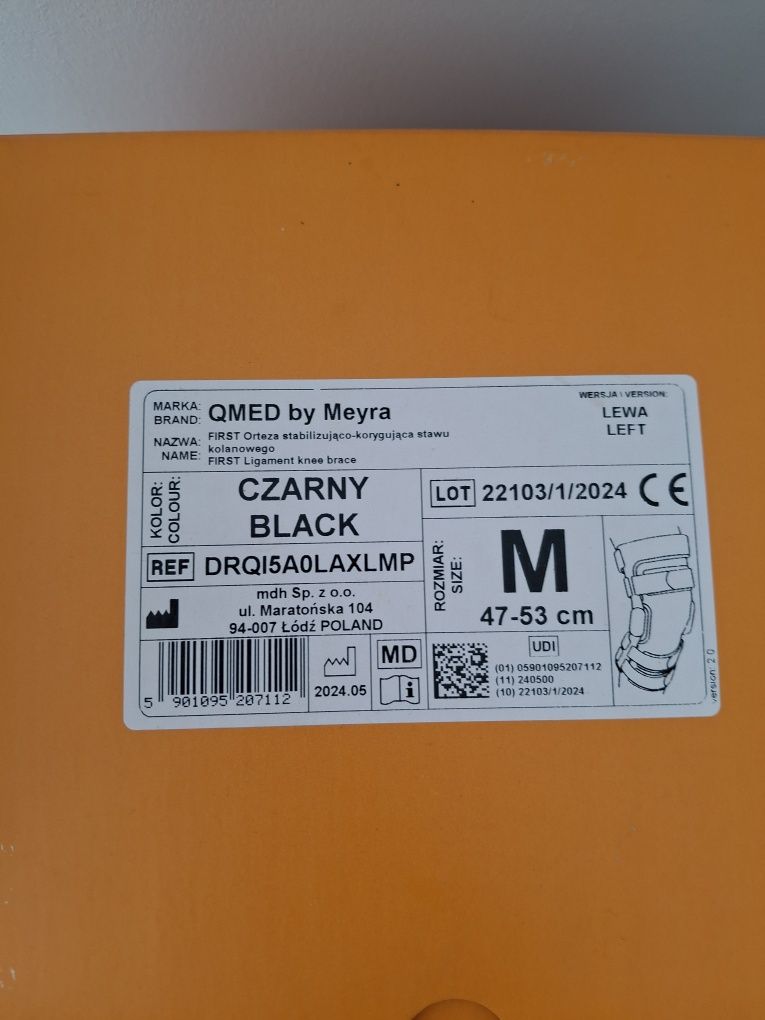 MARKA: QMED by Meyra
BRAND:
WERSJA \ VERSION:
LEWA
LEFT
NAZWA: FIRST Orteza stabilizująco-korygująca stawu
kolanowego
NAME: FIRST Ligament knee brace
KOLOR:
COLOUR:
CZARNY
BLACK
LOT 22103/1/2024 CE
REF DRQI5A0LAXLMP
ROZMIAR:
SIZE:
M
47-53 cm
mdh Sp. z o.o.
ul. Maratońska 104
94-007 Łódź POLAND
5 901095 207112
2024.05
MD
i
UDI
(01) 05901095207112
(11) 240500
(10) 22103/1/2024
version: 2.0